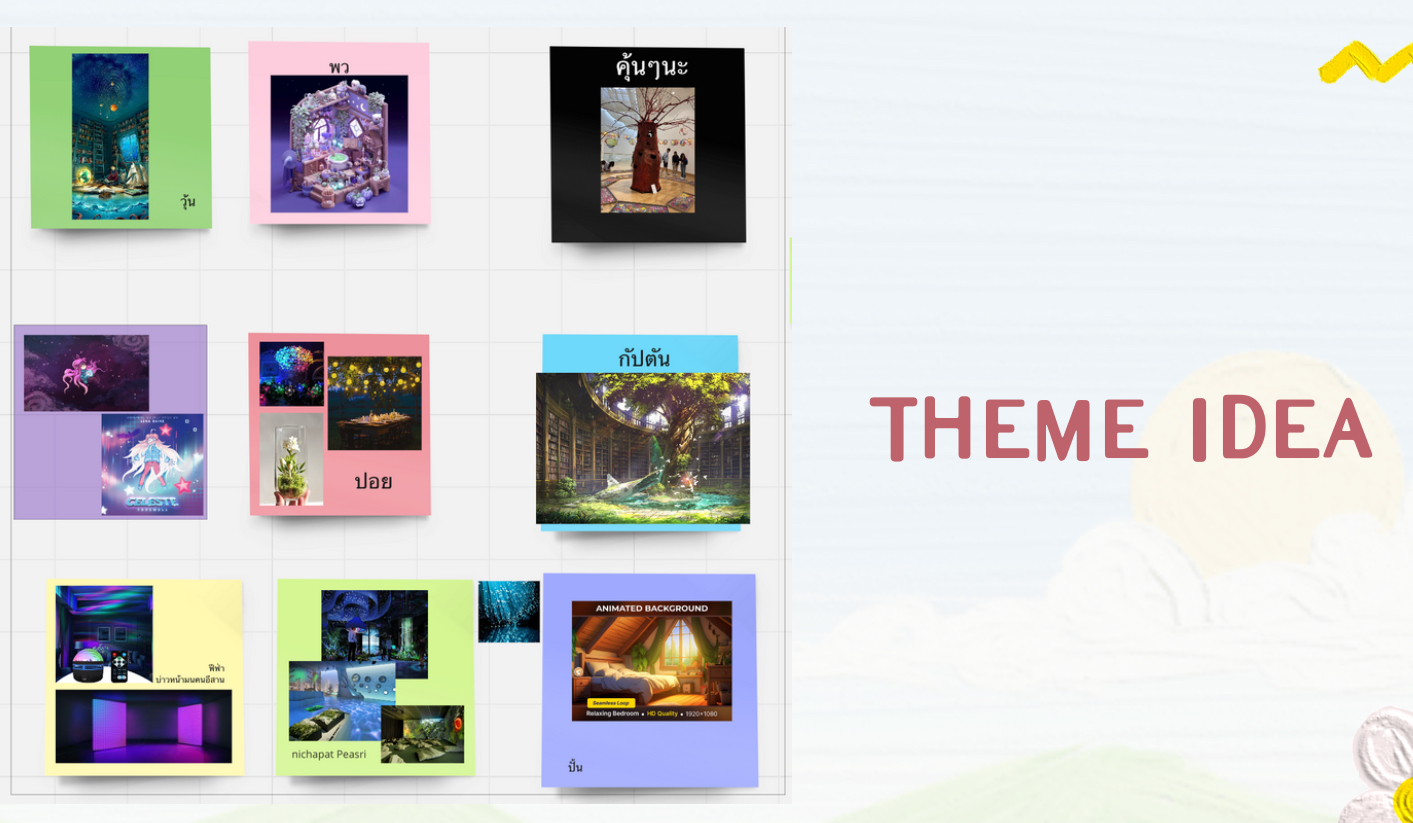 วุ้น
พว
คุ้นๆนะ
CELESTE
ปอย
กัปตัน
THEME IDEA
ฟีฟ่า
บ่าวหน้ามนคนอีสาน
nichapat Peasri
ANIMATED BACKGROUND
Seamless Loop
Relaxing Bedroom • HD Quality • 1920×1080
ปั่น